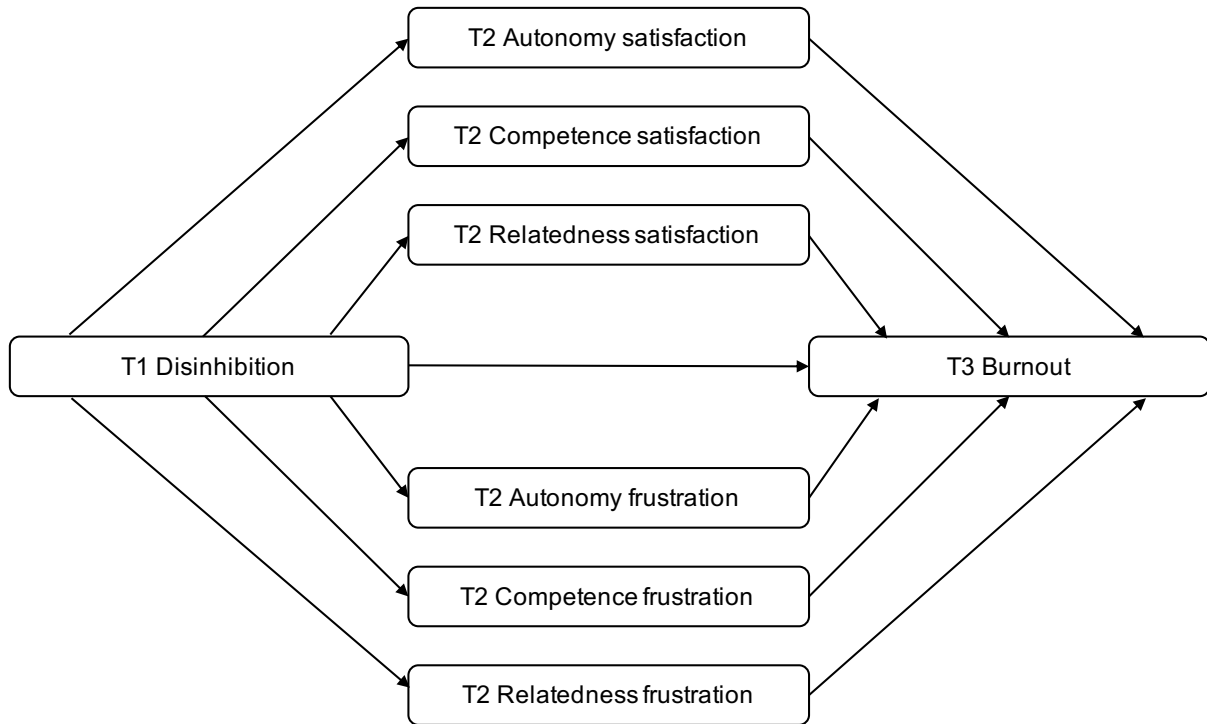 T2 Autonomy satisfaction
T2 Competence satisfaction
T2 Relatedness satisfaction
T1 Disinhibition
T3 Burnout
T2 Autonomy frustration
T2 Competence frustration
T2 Relatedness frustration